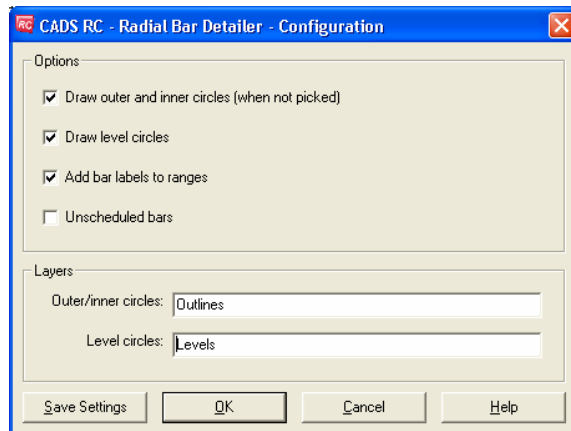 RC CADS RC - Radial Bar Detailer - Configuration
Options
Draw outer and inner circles (when not picked)
Draw level circles
Add bar labels to ranges
Unscheduled bars
Layers
Outer/inner circles: Outlines
Level circles: Levels
Save Settings OK Cancel Help